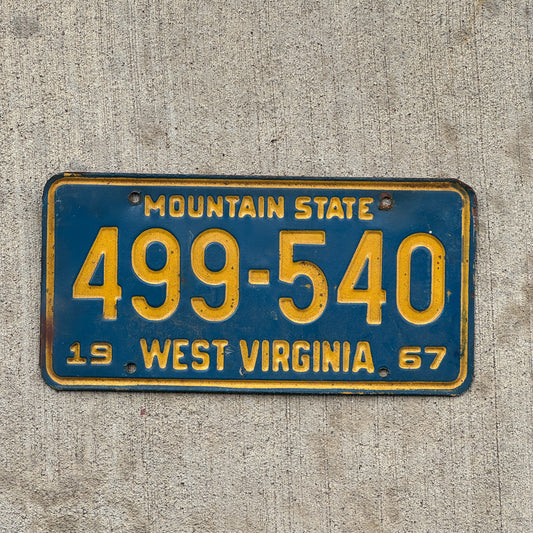 MOUNTAIN STATE
499-540
19 WEST VIRGINIA 67